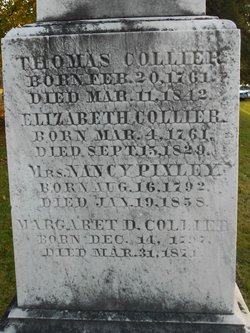 THOMAS COLLIER.
BORN FEB. 20, 1761.
DIED MAR. 11, 1842.
ELIZABETH COLLIER.
BORN MAR. 4, 1761.
DIED SEPT. 15, 1829.
MRS. NANCY PIXLEY.
BORN AUG. 16, 1792.
DIED JAN. 19, 1858.
MARGARET D. COLLIER
BORN DEC. 14, 1797.
DIED MAR. 31, 1871